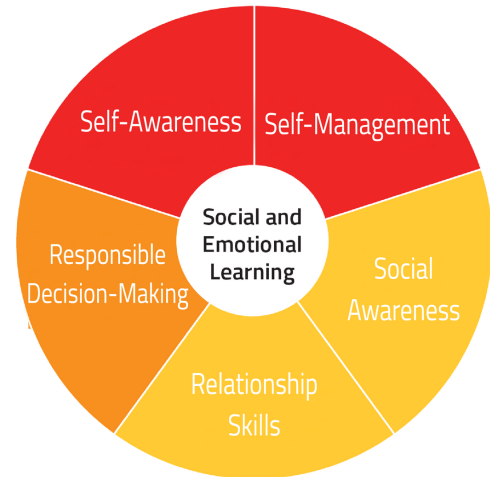 Self-Awareness
Self-Management
Social and
Emotional
Learning
Responsible
Decision-Making
Social
Awareness
Relationship
Skills